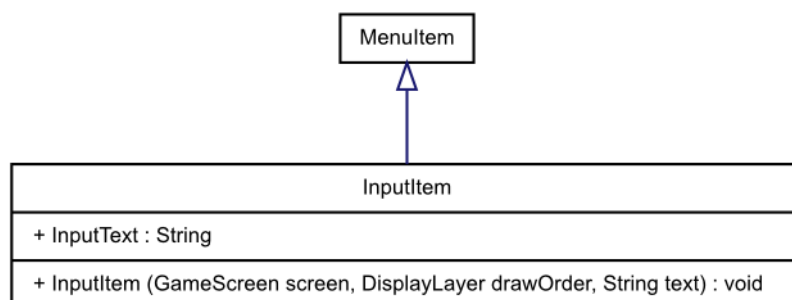 MenuItem
InputItem
+ InputText : String
+ InputItem (GameScreen screen, DisplayLayer drawOrder, String text) : void